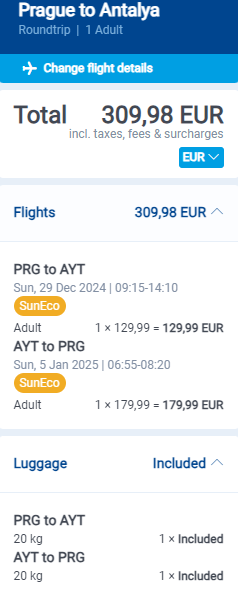 Prague to Antalya
Roundtrip | 1 Adult
Change flight details
Total 309,98 EUR
incl. taxes, fees & surcharges
EUR
Flights 309,98 EUR
PRG to AYT
Sun, 29 Dec 2024 | 09:15-14:10
SunEco
Adult 1 × 129,99 = 129,99 EUR
AYT to PRG
Sun, 5 Jan 2025 | 06:55-08:20
SunEco
Adult 1 × 179,99 = 179,99 EUR
Luggage Included
PRG to AYT
20 kg 1 × Included
AYT to PRG
20 kg 1 × Included